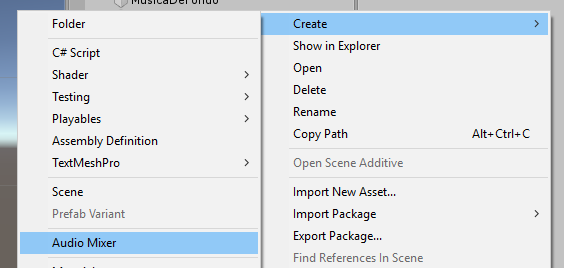 MusicaDeFondo
Folder
C# Script
Shader
Testing
Playables
Assembly Definition
TextMeshPro
Scene
Prefab Variant
Audio Mixer
Create
Show in Explorer
Open
Delete
Rename
Copy Path Alt+Ctrl+C
Open Scene Additive
Import New Asset...
Import Package
Export Package...
Find References In Scene